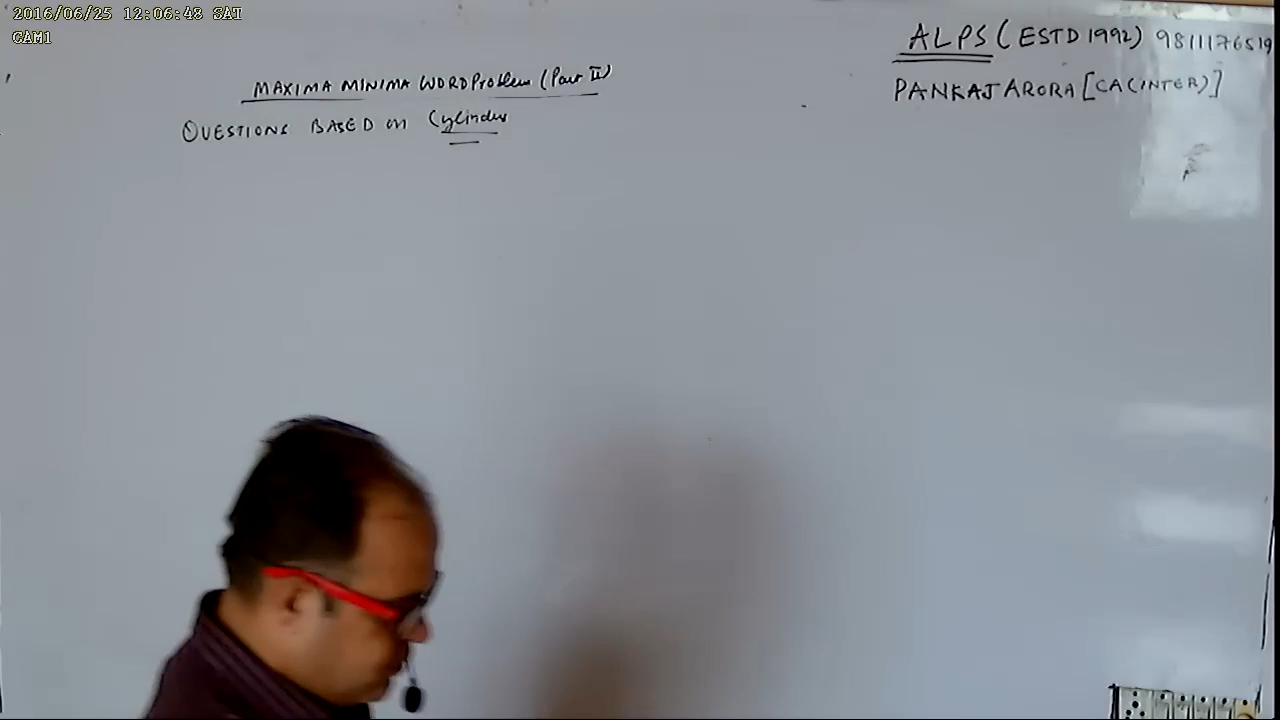 2016/06/25 12:06:48 SAT
CAM1
ALPS (ESTD 1992) 9811176519
PANKAJ ARORA [CA(INTER)]
MAXIMA MINIMA WORD Problem (Part II)
QUESTIONS BASED on Cylinder